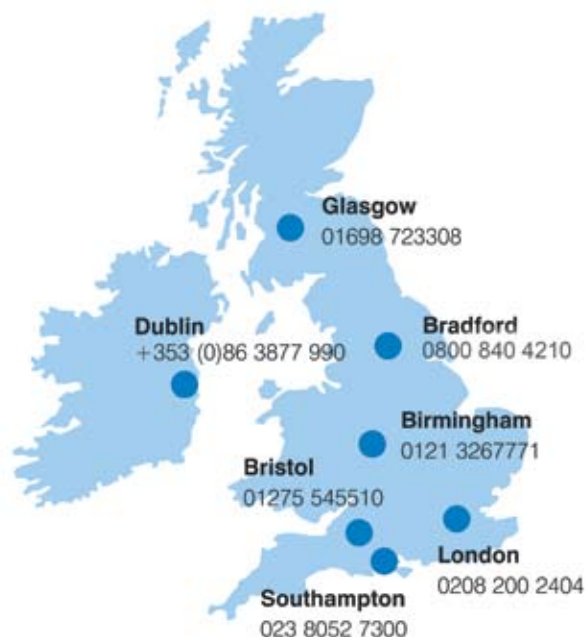 Glasgow
01698 723308
Dublin
+353 (0)86 3877 990
Bradford
0800 840 4210
Birmingham
0121 3267771
Bristol
01275 545510
London
0208 200 2404
Southampton
023 8052 7300